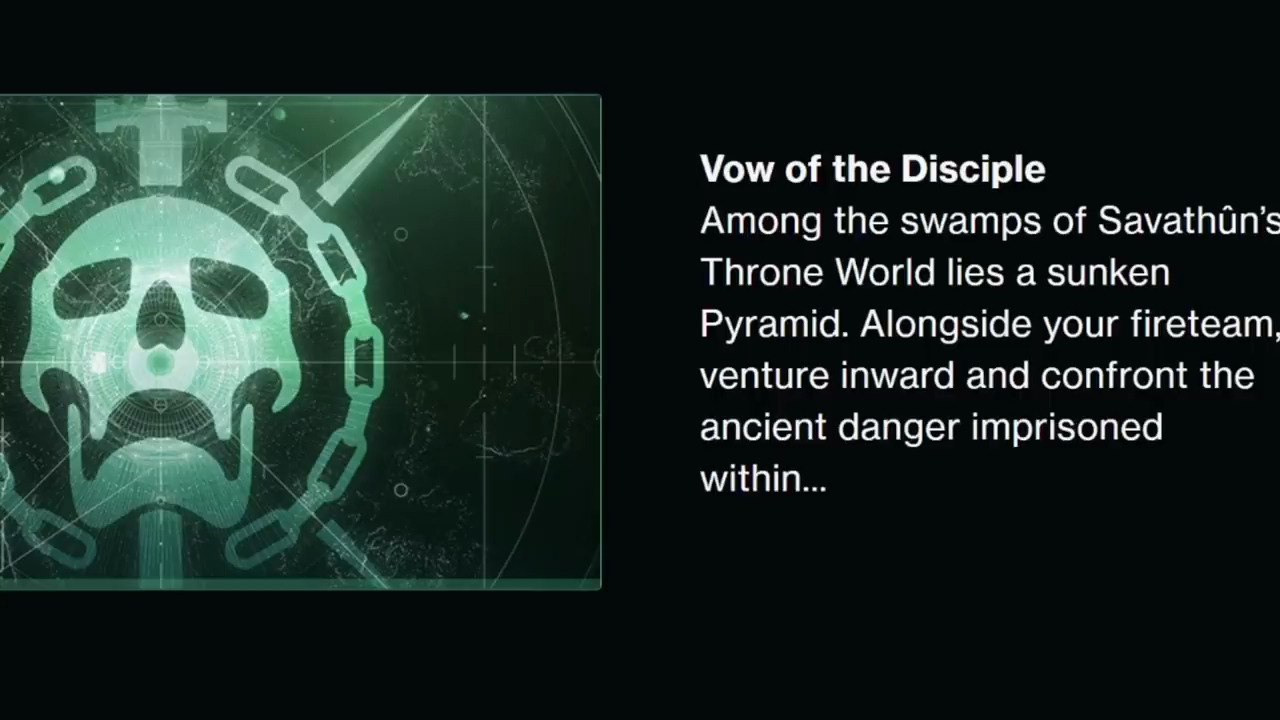 Vow of the Disciple
Among the swamps of Savathûn’s
Throne World lies a sunken
Pyramid. Alongside your fireteam,
venture inward and confront the
ancient danger imprisoned
within...